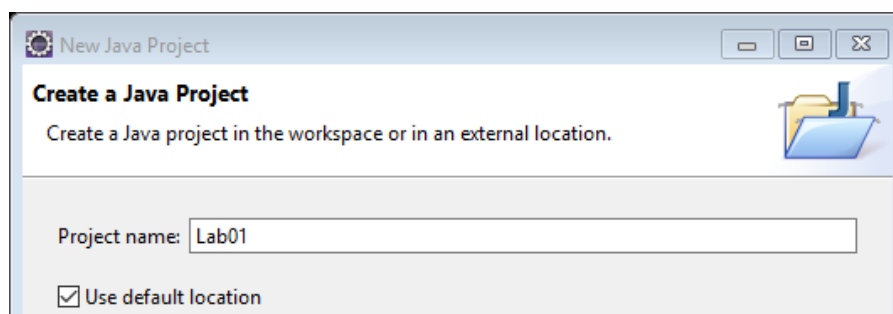 New Java Project
Create a Java Project
Create a Java project in the workspace or in an external location.
Project name: Lab01
Use default location